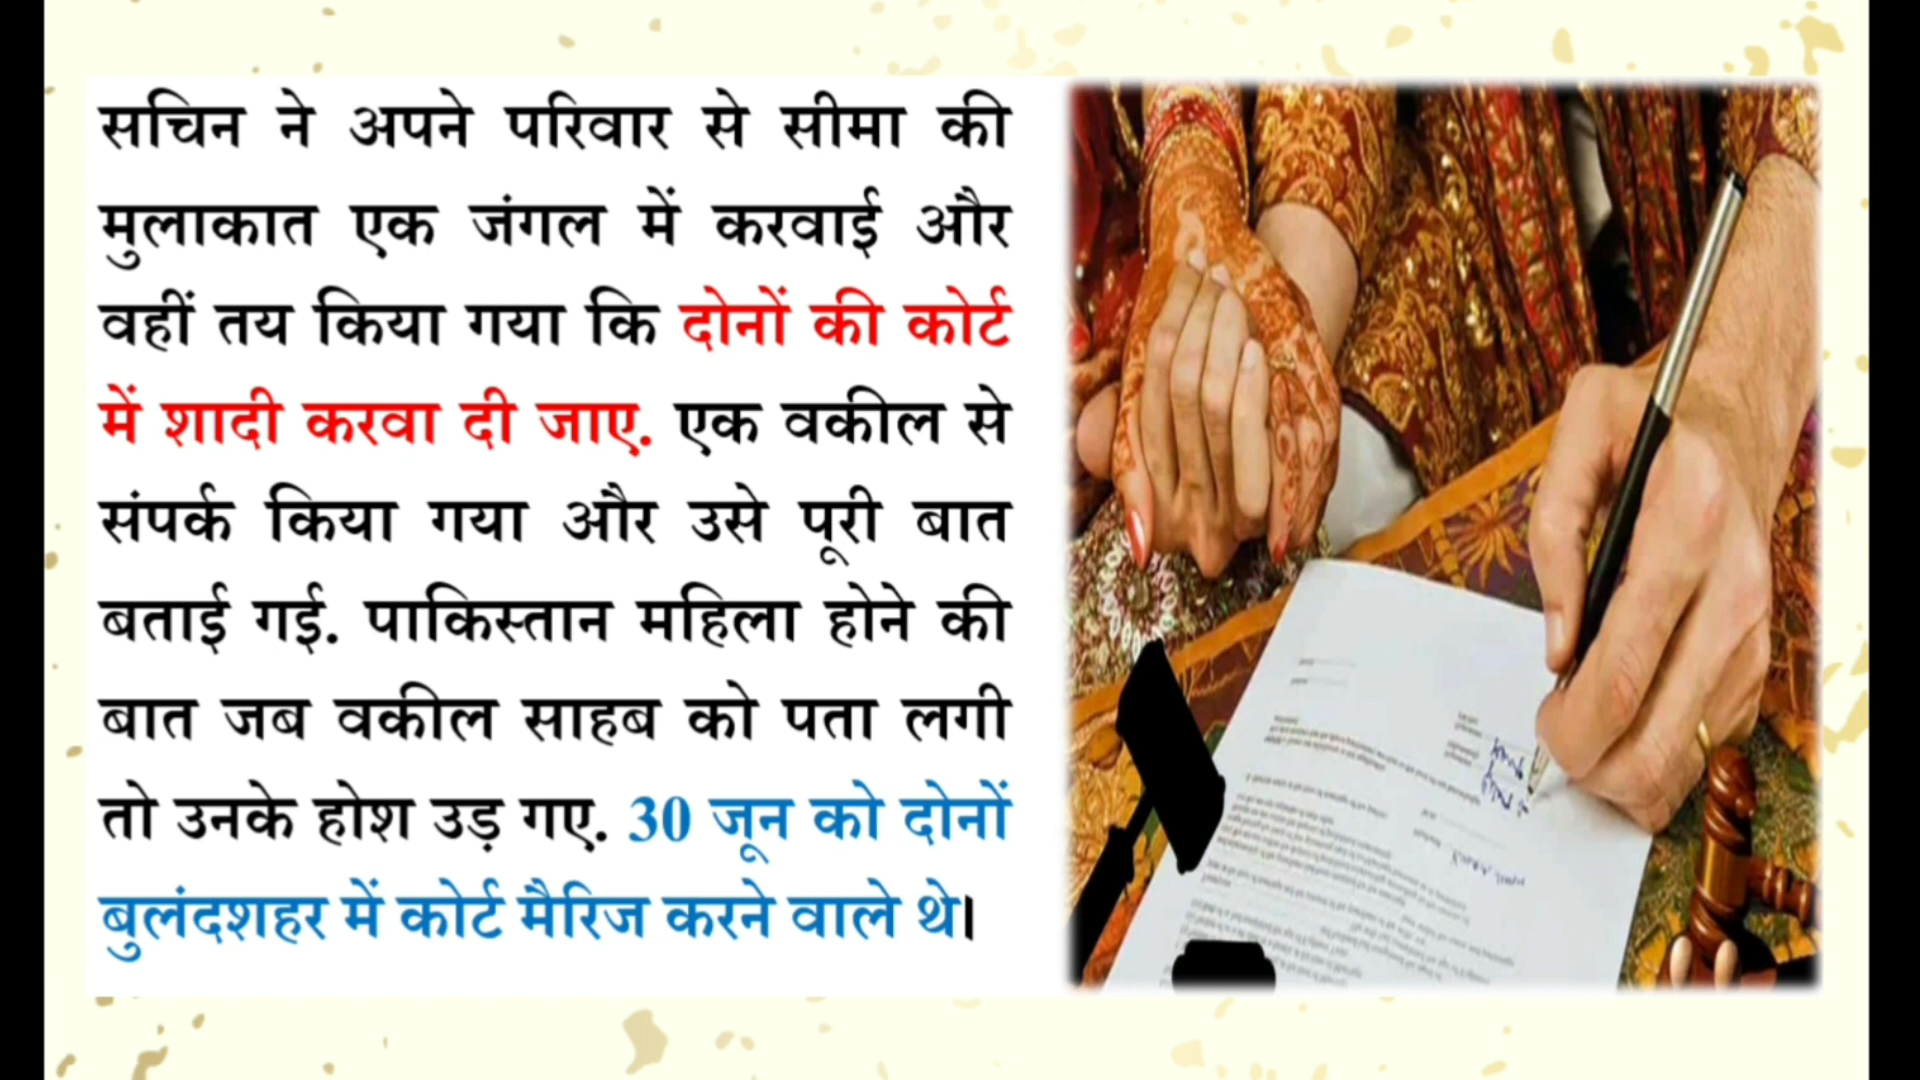 सचिन ने अपने परिवार से सीमा की
मुलाकात एक जंगल में करवाई और
वहीं तय किया गया कि दोनों की कोर्ट
में शादी करवा दी जाए. एक वकील से
संपर्क किया गया और उसे पूरी बात
बताई गई. पाकिस्तान महिला होने की
बात जब वकील साहब को पता लगी
तो उनके होश उड़ गए. 30 जून को दोनों
बुलंदशहर में कोर्ट मैरिज करने वाले थे।